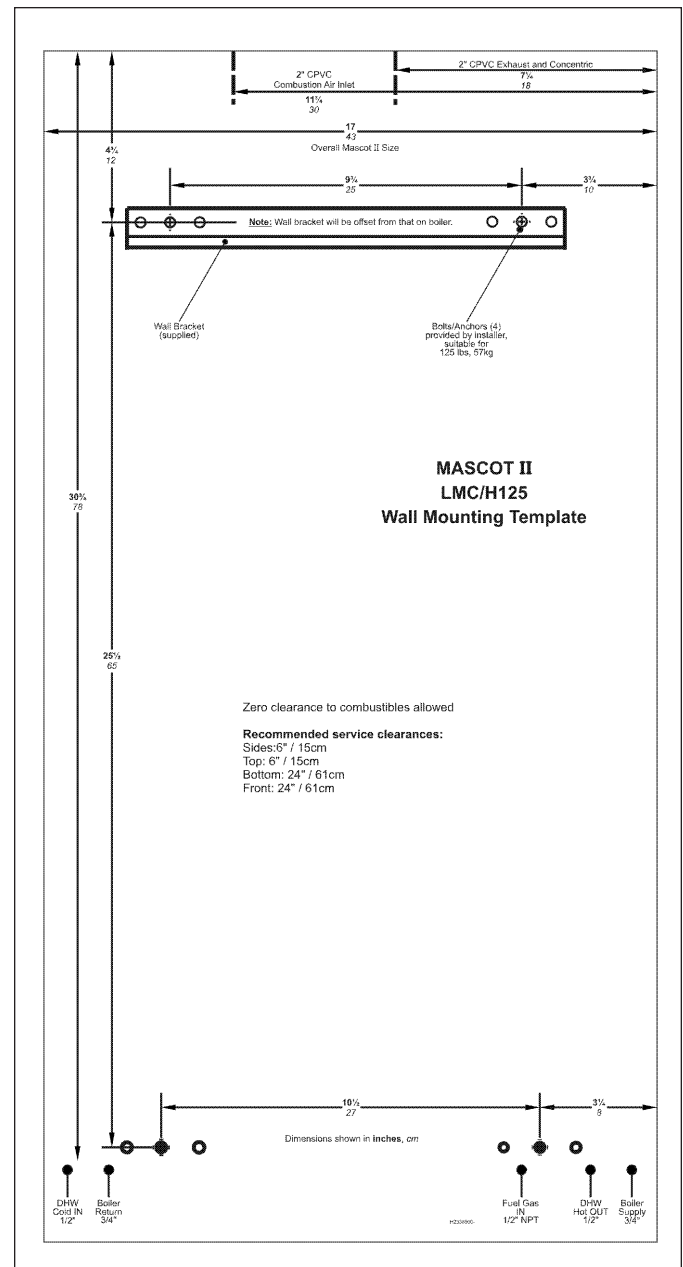 2" CPVC Exhaust and Concentric
7¼
18
2" CPVC
Combustion Air Inlet
11¾
30
17
43
Overall Mascot II Size
4¾
12
9¾
25
3¾
10
Note: Wall bracket will be offset from that on boiler.
Wall Bracket
(supplied)
Bolts/Anchors (4)
provided by installer,
suitable for
125 lbs, 57kg
MASCOT II
LMC/H125
Wall Mounting Template
30¾
78
25½
65
Zero clearance to combustibles allowed
Recommended service clearances:
Sides:6" / 15cm
Top: 6" / 15cm
Bottom: 24" / 61cm
Front: 24" / 61cm
10½
27
3¼
8
Dimensions shown in inches, cm
DHW
Cold IN
1/2"
Boiler
Return
3/4"
Fuel Gas
IN
1/2" NPT
DHW
Hot OUT
1/2"
Boiler
Supply
3/4"